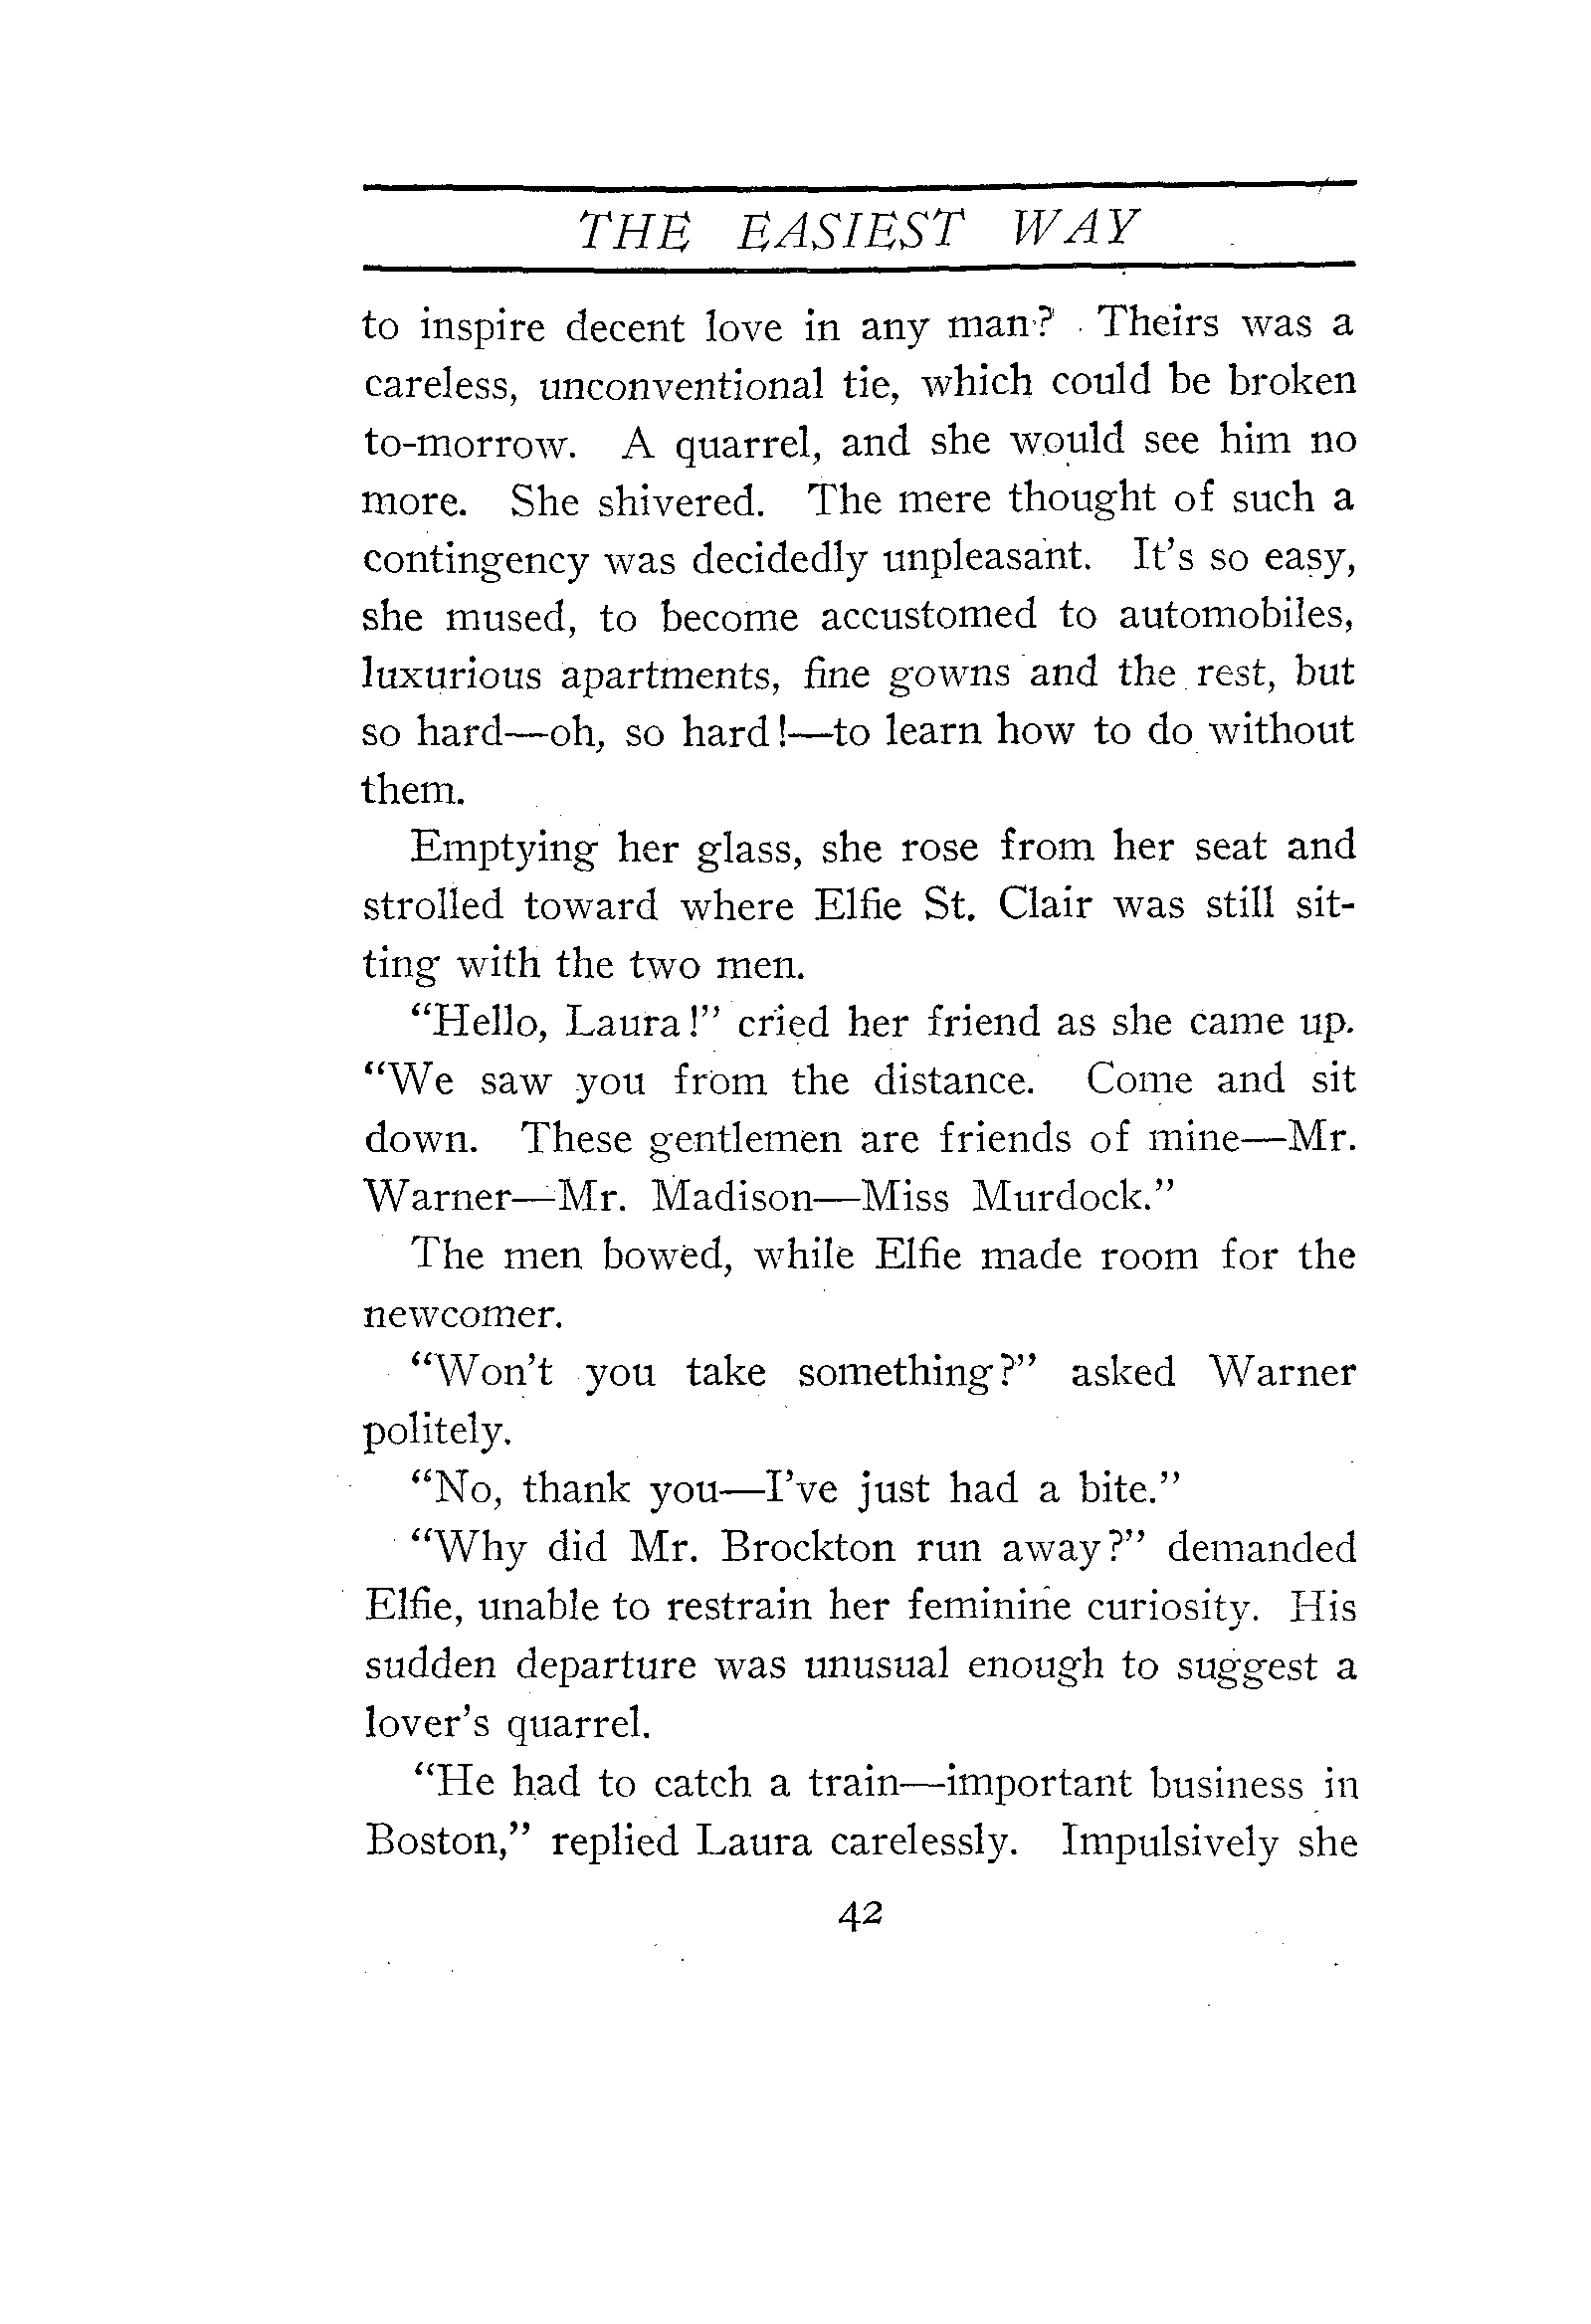 THE EASIEST WAY
to inspire decent love in any man? Theirs was a
careless, unconventional tie, which could be broken
to-morrow. A quarrel, and she would see him no
more. She shivered. The mere thought of such a
contingency was decidedly unpleasant. It's so easy,
she mused, to become accustomed to automobiles,
luxurious apartments, fine gowns and the rest, but
so hard—oh, so hard!—to learn how to do without
them.
Emptying her glass, she rose from her seat and
strolled toward where Elfie St. Clair was still sit-
ting with the two men.
“Hello, Laura!” cried her friend as she came up.
“We saw you from the distance. Come and sit
down. These gentlemen are friends of mine—Mr.
Warner—Mr. Madison—Miss Murdock.”
The men bowed, while Elfie made room for the
newcomer.
“Won't you take something?” asked Warner
politely.
“No, thank you—I've just had a bite.”
“Why did Mr. Brockton run away?” demanded
Elfie, unable to restrain her feminine curiosity. His
sudden departure was unusual enough to suggest a
lover's quarrel.
“He had to catch a train—important business in
Boston,” replied Laura carelessly. Impulsively she
42